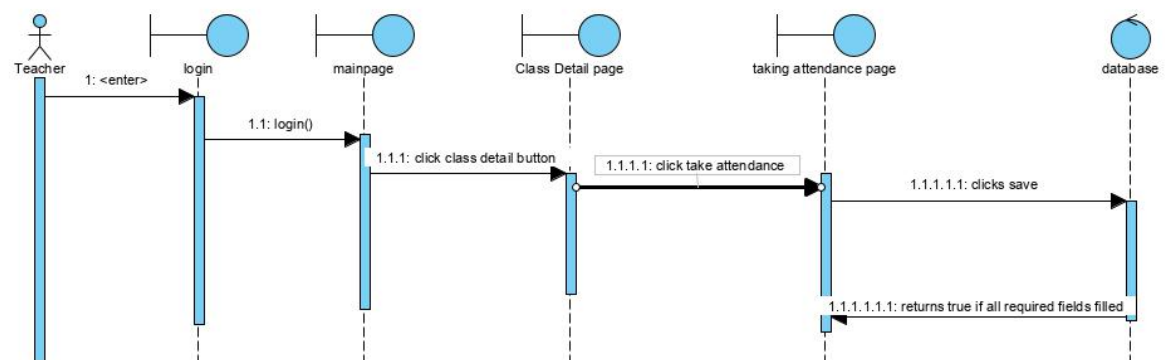 Teacher
login
mainpage
Class Detail page
taking attendance page
database
1: <enter>
1.1: login()
1.1.1: click class detail button
1.1.1.1: click take attendance
1.1.1.1.1: clicks save
1.1.1.1.1.1: returns true if all required fields filled